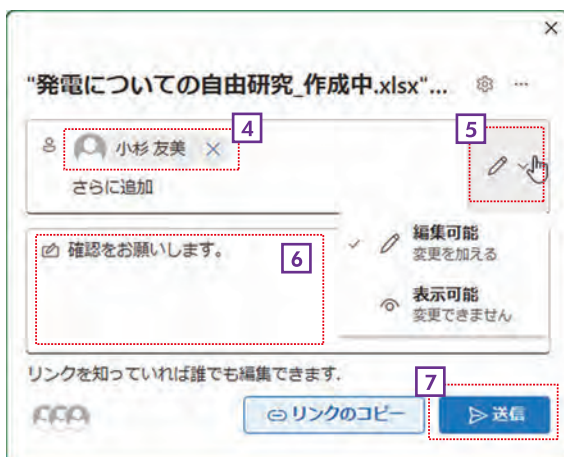 "発電についての自由研究_作成中.xlsx"...
4
5
小杉 友美
さらに追加
確認をお願いします。
6
編集可能
変更を加える
表示可能
変更できません
リンクを知っていれば誰でも編集できます.
7
リンクのコピー
送信